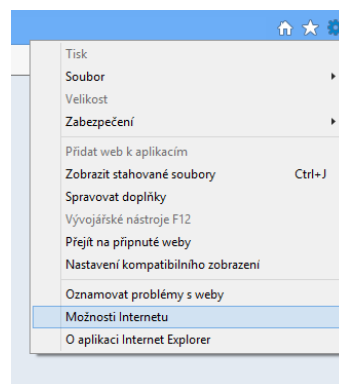 Tisk
Soubor
Velikost
Zabezpečení
Přidat web k aplikacím
Zobrazit stahované soubory Ctrl+J
Spravovat doplňky
Vývojářské nástroje F12
Přejít na připnuté weby
Nastavení kompatibilního zobrazení
Oznamovat problémy s weby
Možnosti Internetu
O aplikaci Internet Explorer